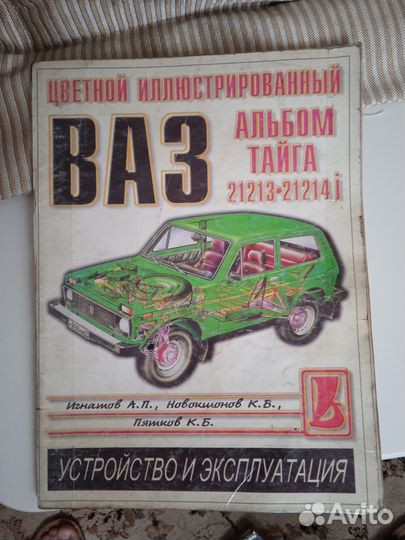 ЦВЕТНОЙ ИЛЛЮСТРИРОВАННЫЙ
ВАЗ
АЛЬБОМ
ТАЙГА
21213•21214i
Игнатов А.П., Новокшонов К.В.,
Пятков К.Б.
УСТРОЙСТВО И ЭКСПЛУАТАЦИЯ
Avito